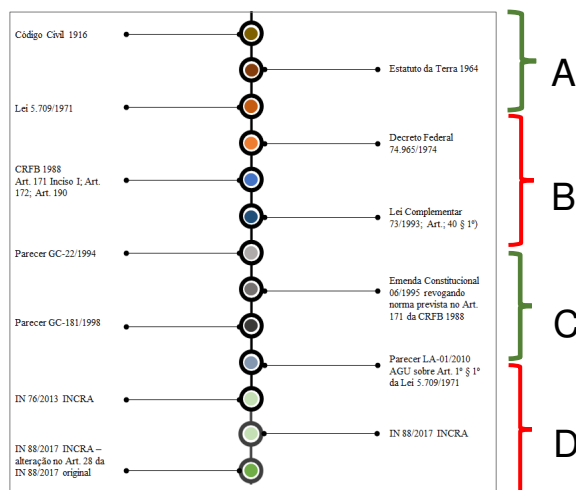 Código Civil 1916
Estatuto da Terra 1964
A
Lei 5.709/1971
Decreto Federal
74.965/1974
CRFB 1988
Art. 171 Inciso I; Art.
172; Art. 190
B
Lei Complementar
73/1993; Art.; 40 § 1º)
Parecer GC-22/1994
Emenda Constitucional
06/1995 revogando
norma prevista no Art.
171 da CRFB 1988
C
Parecer GC-181/1998
Parecer LA-01/2010
AGU sobre Art. 1º § 1º
da Lei 5.709/1971
IN 76/2013 INCRA
IN 88/2017 INCRA
D
IN 88/2017 INCRA –
alteração no Art. 28 da
IN 88/2017 original